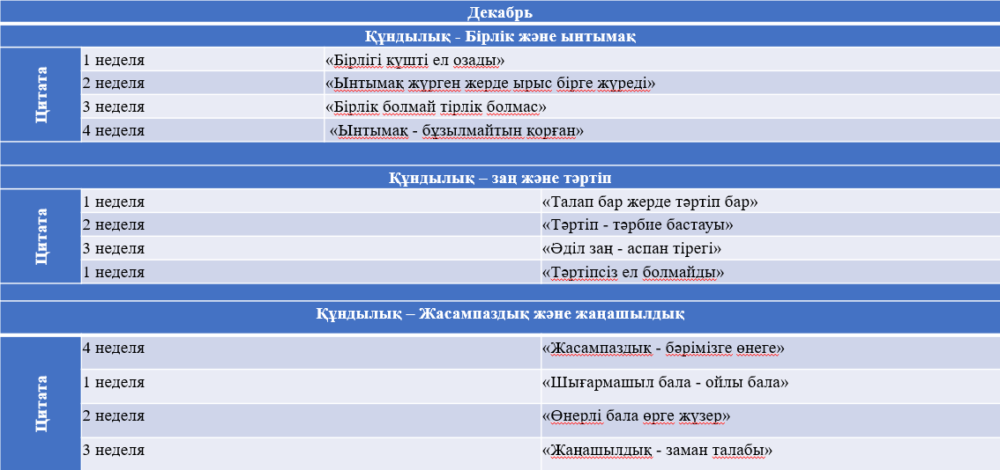 Декабрь
Құндылық - Бірлік және ынтымақ
Цитата
1 неделя «Бірлігі күшті ел озады»
2 неделя «Ынтымақ жүрген жерде ырыс бірге жүреді»
3 неделя «Бірлік болмай тірлік болмас»
4 неделя «Ынтымақ - бұзылмайтын қорған»
Құндылық – заң және тәртіп
Цитата
1 неделя «Талап бар жерде тәртіп бар»
2 неделя «Тәртіп - тәрбие бастауы»
3 неделя «Әділ заң - аспан тірегі»
1 неделя «Тәртіпсіз ел болмайды»
Құндылық – Жасампаздық және жаңашылдық
Цитата
4 неделя «Жасампаздық - бәрімізге өнеге»
1 неделя «Шығармашыл бала - ойлы бала»
2 неделя «Өнерлі бала өрге жүзер»
3 неделя «Жаңашылдық - заман талабы»